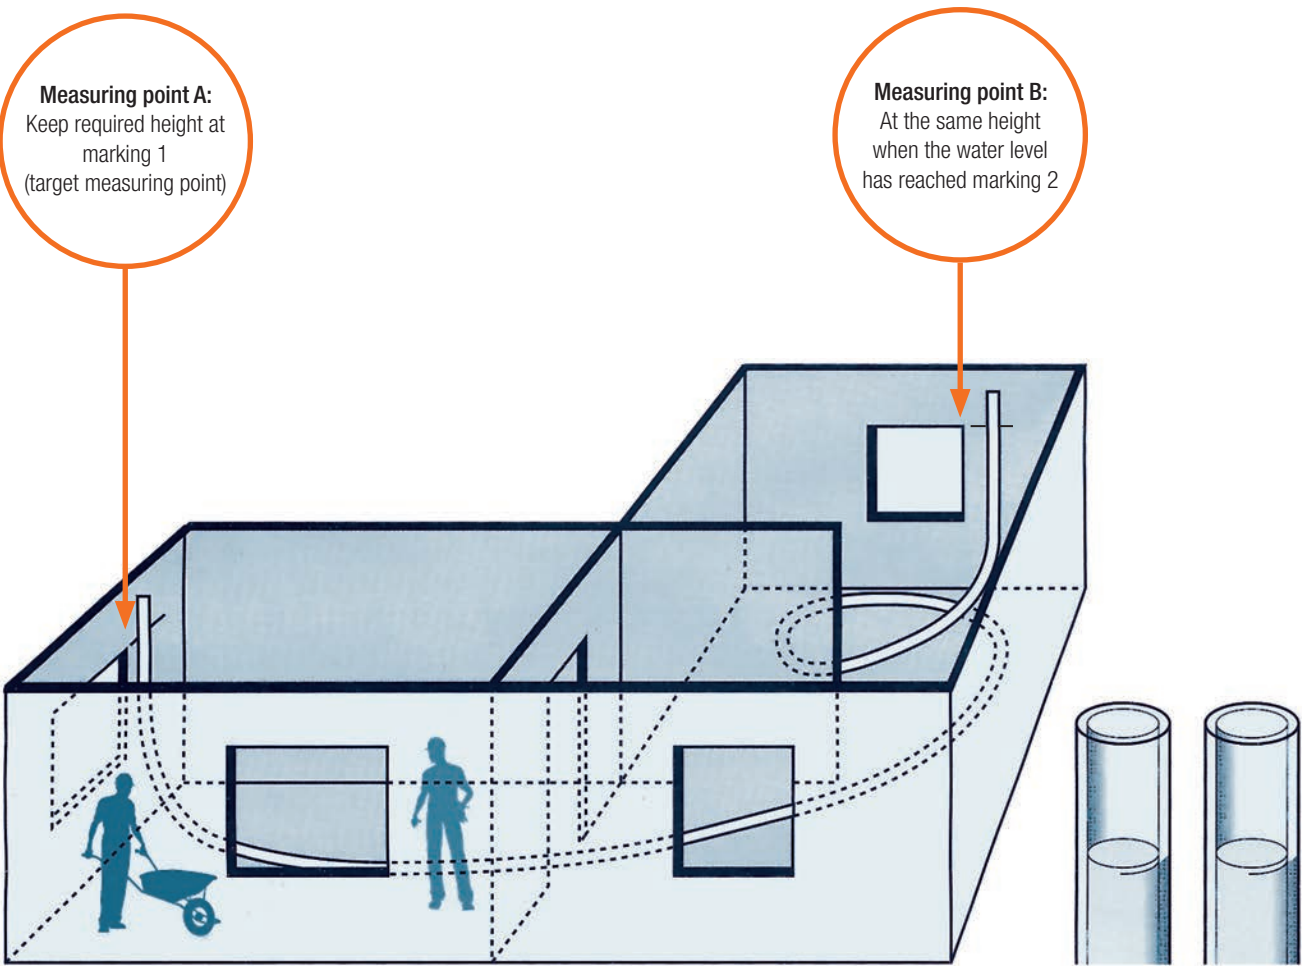 Measuring point A:
Keep required height at
marking 1
(target measuring point)
Measuring point B:
At the same height
when the water level
has reached marking 2